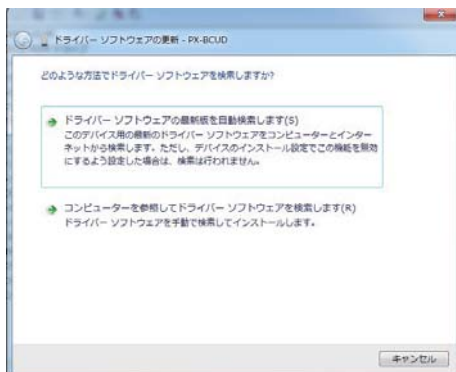 ドライバー ソフトウェアの更新 - PX-BCUD
どのような方法でドライバー ソフトウェアを検索しますか?
ドライバー ソフトウェアの最新版を自動検索します(S)
このデバイス用の最新のドライバー ソフトウェアをコンピューターとインター
ネットから検索します。ただし、デバイスのインストール設定でこの機能を無効
にするよう設定した場合は、検索は行われません。
コンピューターを参照してドライバー ソフトウェアを検索します(R)
ドライバー ソフトウェアを手動で検索してインストールします。
キャンセル